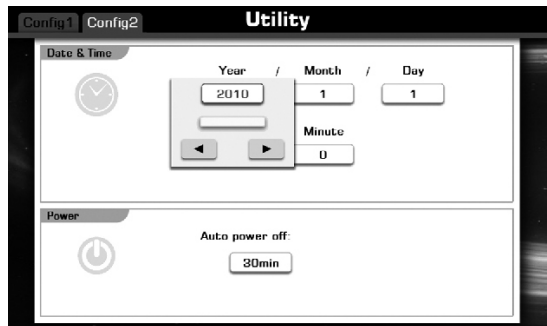 Config1 Config2 Utility
Date & Time
Year / Month / Day
2010 1 1
Minute
0
Power
Auto power off:
30min